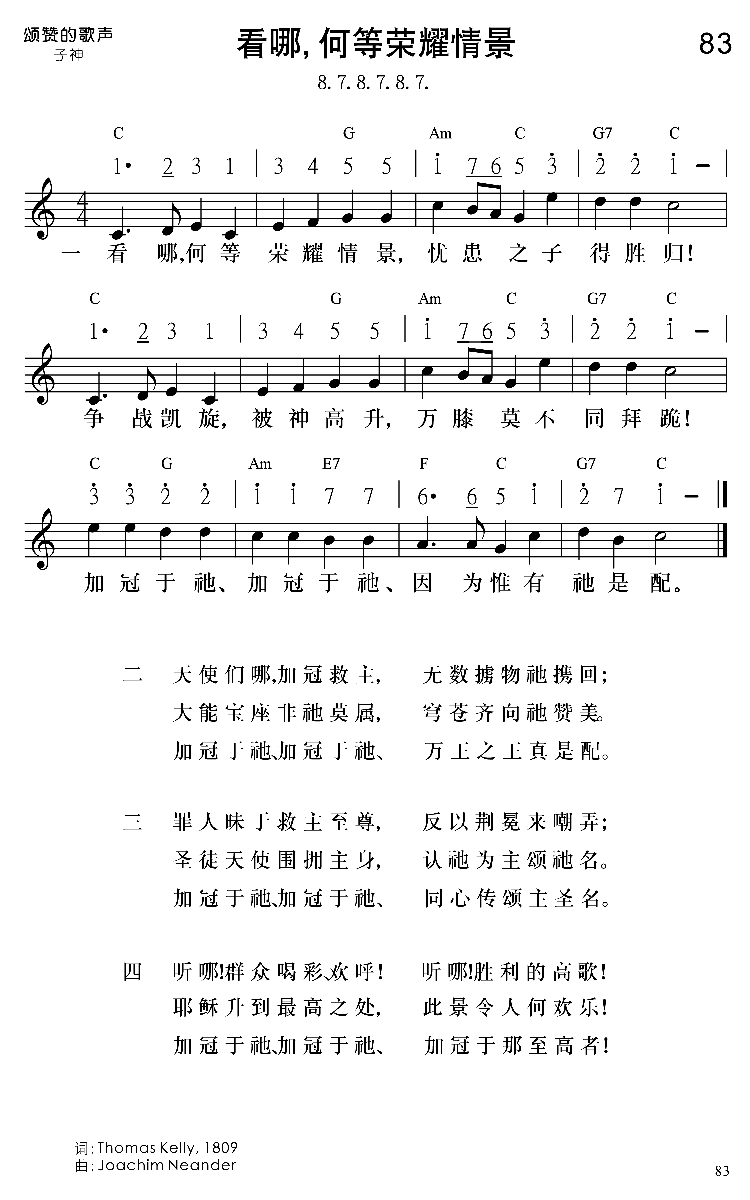 颂赞的歌声
子神
看哪,何等荣耀情景
83
8. 7. 8. 7. 8. 7.
C G Am C G7 C
1· 2 3 1 | 3 4 5 5 | i 7 6 5 3̇ | 2̇ 2̇ i – |
4
4
一 看 哪,何 等 荣 耀 情 景, 忧 患 之 子 得 胜 归!
C G Am C G7 C
1· 2 3 1 | 3 4 5 5 | i 7 6 5 3̇ | 2̇ 2̇ i – |
争 战 凯 旋, 被 神 高 升, 万 膝 莫 不 同 拜 跪!
C G Am E7 F C G7 C
3̇ 3̇ 2̇ 2̇ | i i 7 7 | 6· 6 5 i | 2̇ 7 i – ‖
加 冠 于 祂、 加 冠 于 祂、 因 为 惟 有 祂 是 配。
二 天使们哪,加冠救主, 无数掳物祂携回;
大能宝座非祂莫属, 穹苍齐向祂赞美。
加冠于祂、加冠于祂、 万王之王真是配。
三 罪人昧于救主至尊, 反以荆冕来嘲弄;
圣徒天使围拥主身, 认祂为主颂祂名。
加冠于祂、加冠于祂、 同心传颂主圣名。
四 听哪!群众喝彩、欢呼! 听哪!胜利的高歌!
耶稣升到最高之处, 此景令人何欢乐!
加冠于祂、加冠于祂、 加冠于那至高者!
词: Thomas Kelly, 1809
曲: Joachim Neander
83